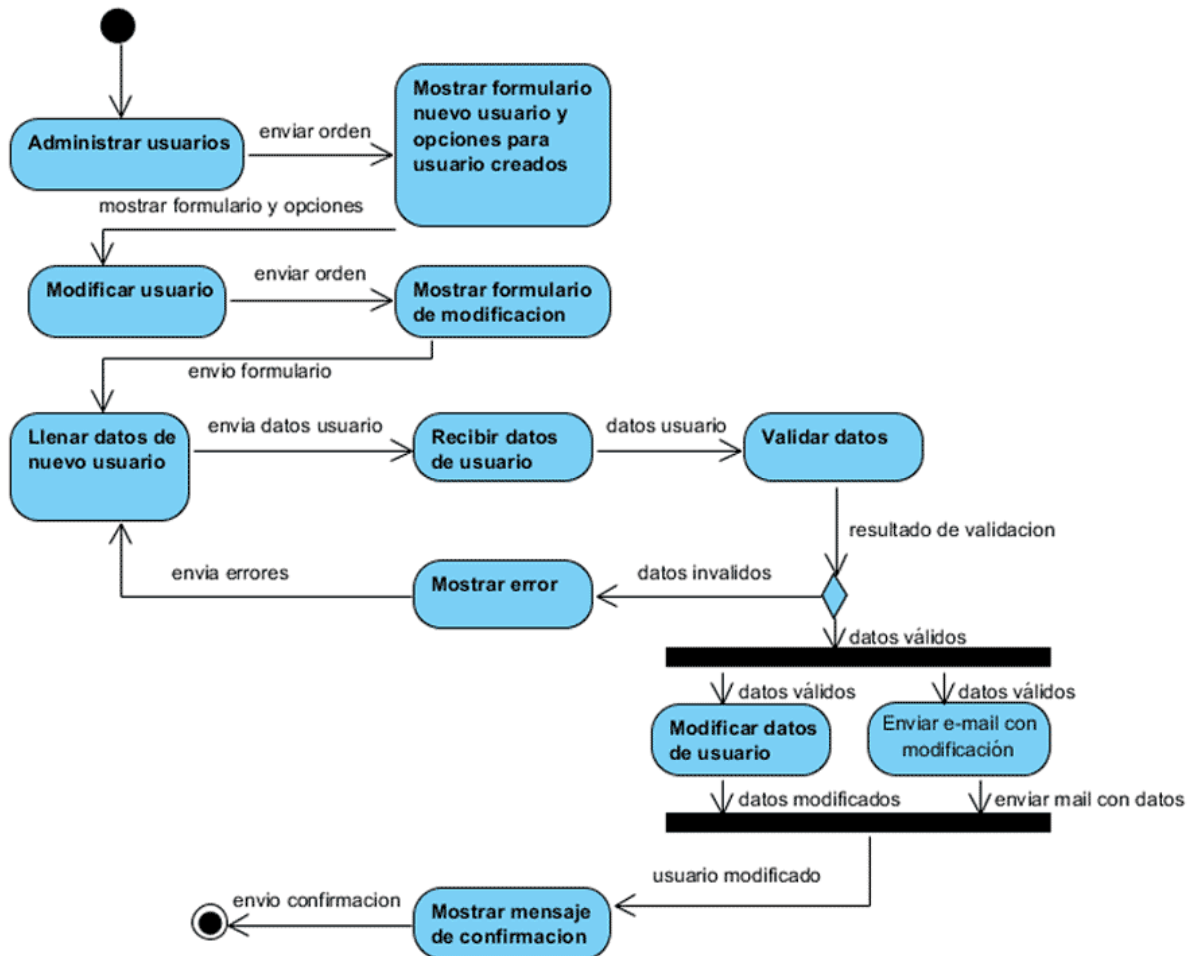 Mostrar formulario
nuevo usuario y
opciones para
usuario creados
Administrar usuarios
enviar orden
mostrar formulario y opciones
Modificar usuario
enviar orden
Mostrar formulario
de modificacion
envio formulario
Llenar datos de
nuevo usuario
envia datos usuario
Recibir datos
de usuario
datos usuario
Validar datos
resultado de validacion
envia errores
Mostrar error
datos invalidos
datos válidos
datos válidos
datos válidos
Modificar datos
de usuario
Enviar e-mail con
modificación
datos modificados
enviar mail con datos
usuario modificado
envio confirmacion
Mostrar mensaje
de confirmacion